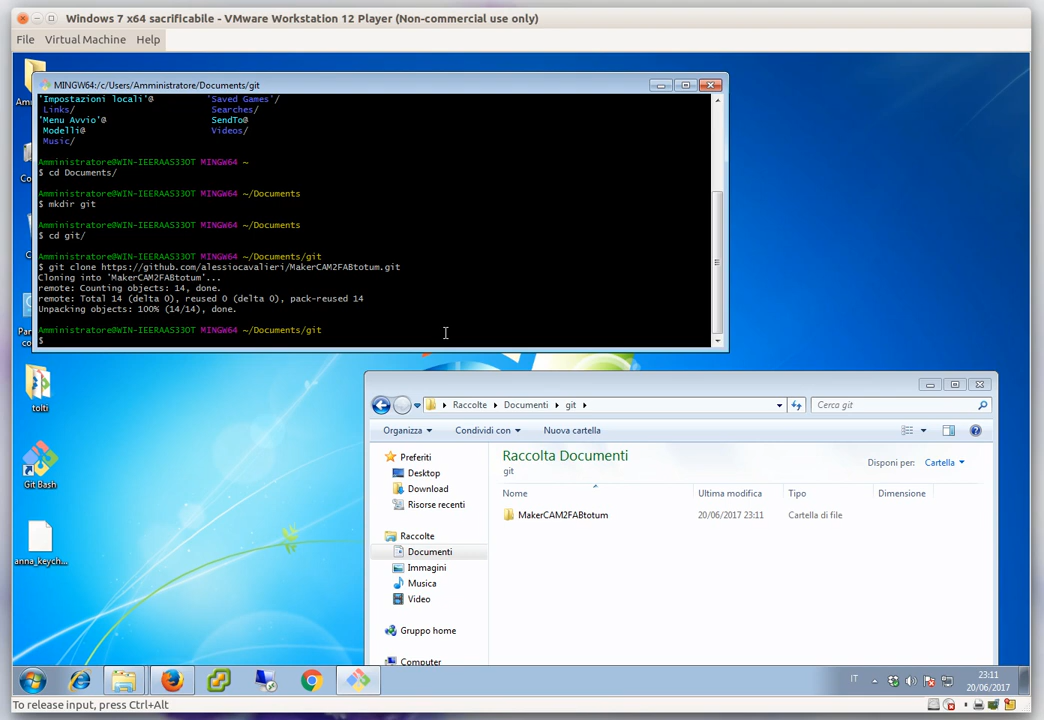 Windows 7 x64 sacrificabile - VMware Workstation 12 Player (Non-commercial use only)
File Virtual Machine Help
MINGW64:/c/Users/Amministratore/Documents/git
'Impostazioni locali'@ 'Saved Games'/
Links/ Searches/
'Menu Avvio'@ SendTo@
Modelli@ Videos/
Music/
Amministratore@WIN-IEERAAS33OT MINGW64 ~
$ cd Documents/
Amministratore@WIN-IEERAAS33OT MINGW64 ~/Documents
$ mkdir git
Amministratore@WIN-IEERAAS33OT MINGW64 ~/Documents
$ cd git/
Amministratore@WIN-IEERAAS33OT MINGW64 ~/Documents/git
$ git clone https://github.com/alessiocavalieri/MakerCAM2FABtotum.git
Cloning into 'MakerCAM2FABtotum'...
remote: Counting objects: 14, done.
remote: Total 14 (delta 0), reused 0 (delta 0), pack-reused 14
Unpacking objects: 100% (14/14), done.
Amministratore@WIN-IEERAAS33OT MINGW64 ~/Documents/git
$
tolti
Git Bash
anna_keych...
Raccolte Documenti git
Cerca git
Organizza Condividi con Nuova cartella
Raccolta Documenti
git
Disponi per: Cartella
Nome Ultima modifica Tipo Dimensione
MakerCAM2FABtotum 20/06/2017 23:11 Cartella di file
Preferiti
Desktop
Download
Risorse recenti
Raccolte
Documenti
Immagini
Musica
Video
Gruppo home
Computer
IT
23:11
20/06/2017
To release input, press Ctrl+Alt